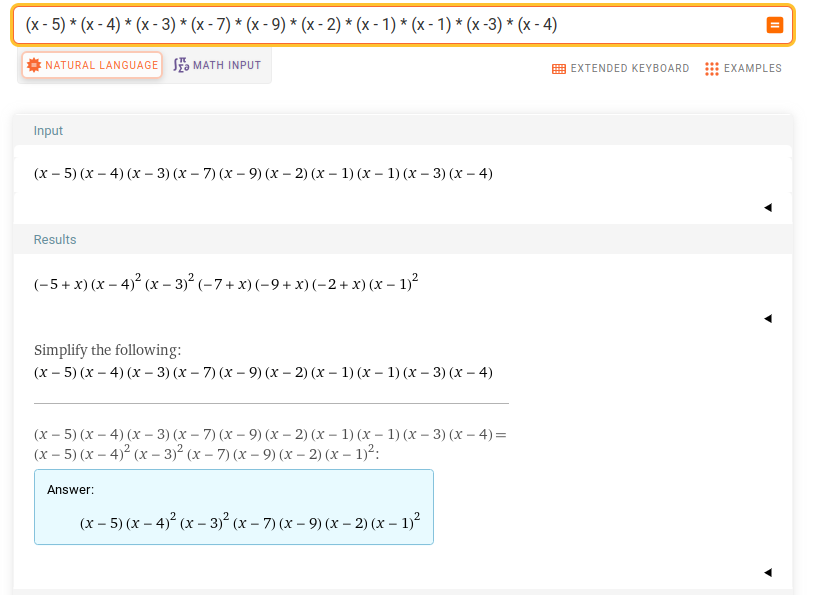 (x - 5) * (x - 4) * (x - 3) * (x - 7) * (x - 9) * (x - 2) * (x - 1) * (x - 1) * (x -3) * (x - 4)
NATURAL LANGUAGE
MATH INPUT
EXTENDED KEYBOARD
EXAMPLES
Input
(x − 5) (x − 4) (x − 3) (x − 7) (x − 9) (x − 2) (x − 1) (x − 1) (x − 3) (x − 4)
Results
(−5 + x) (x − 4)² (x − 3)² (−7 + x) (−9 + x) (−2 + x) (x − 1)²
Simplify the following:
(x − 5) (x − 4) (x − 3) (x − 7) (x − 9) (x − 2) (x − 1) (x − 1) (x − 3) (x − 4)
(x − 5) (x − 4) (x − 3) (x − 7) (x − 9) (x − 2) (x − 1) (x − 1) (x − 3) (x − 4) =
(x − 5) (x − 4)² (x − 3)² (x − 7) (x − 9) (x − 2) (x − 1)²:
Answer:
(x − 5) (x − 4)² (x − 3)² (x − 7) (x − 9) (x − 2) (x − 1)²